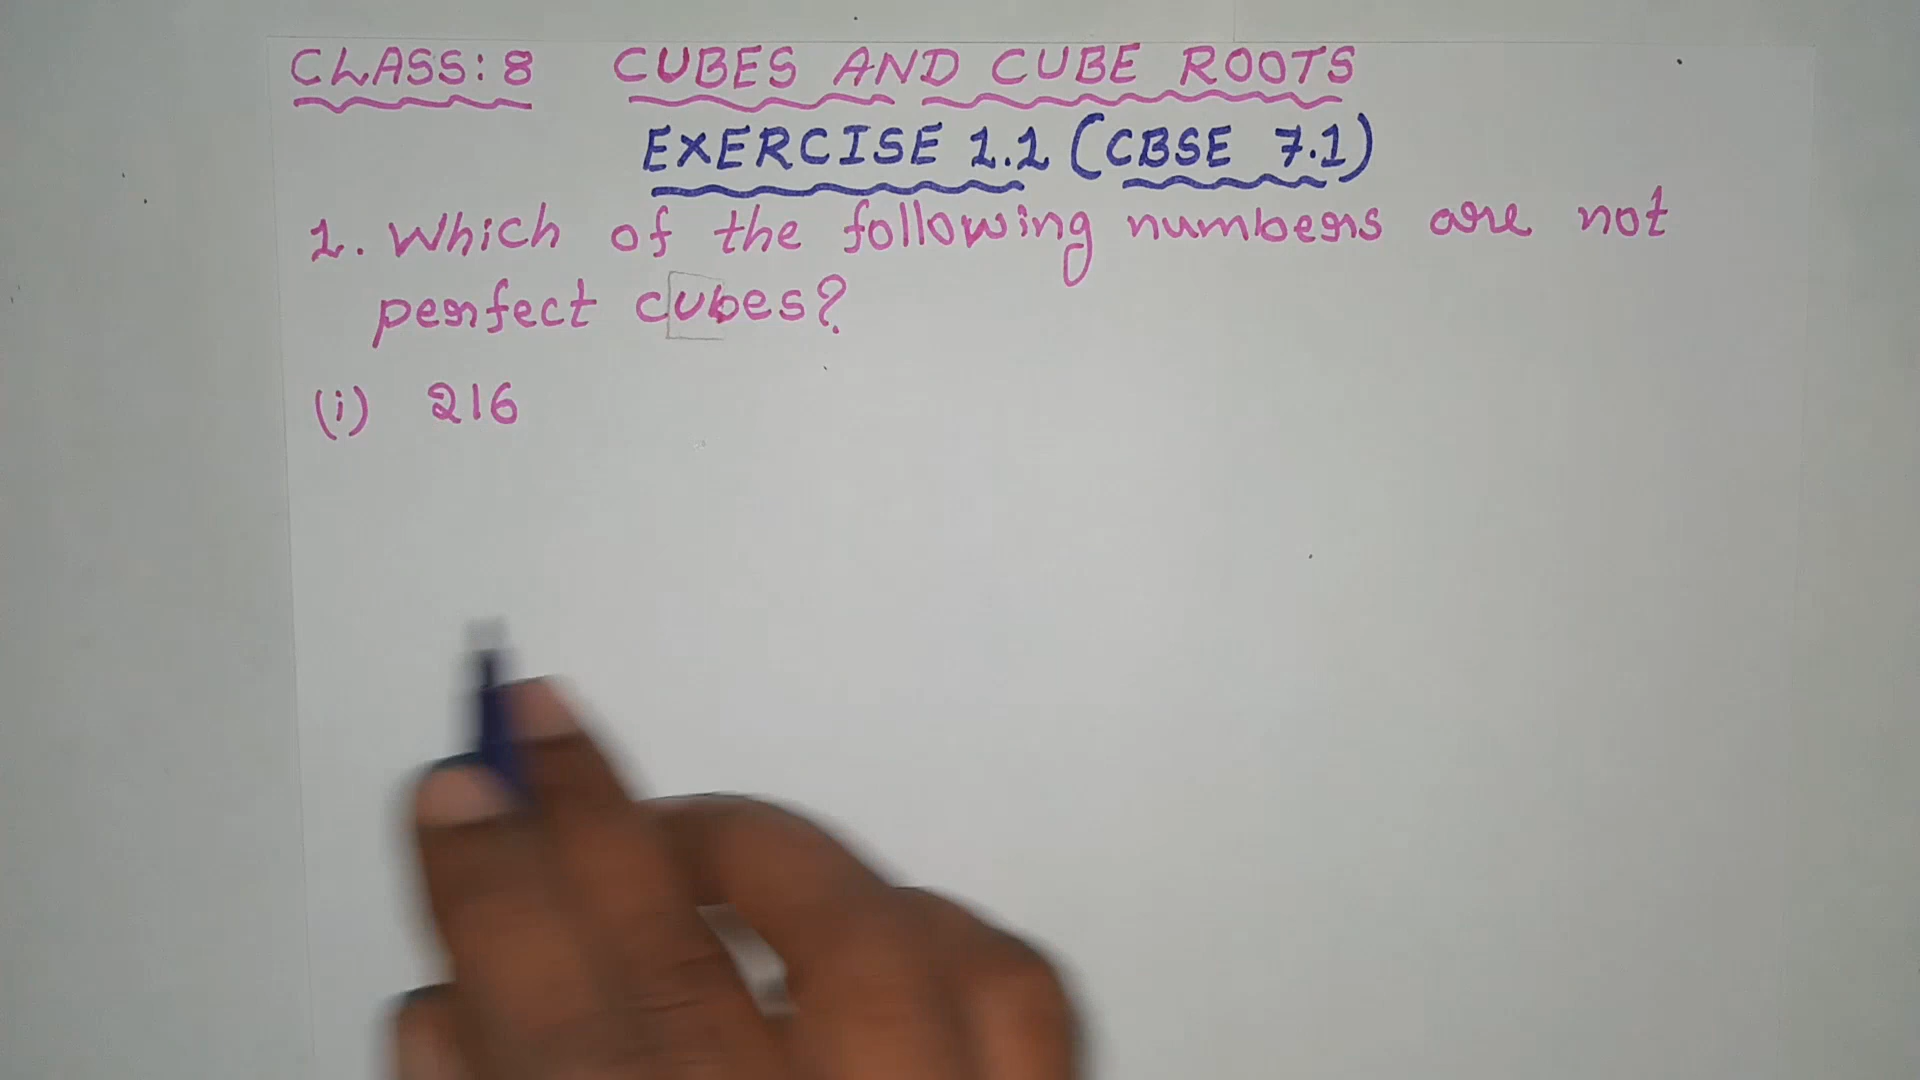 CLASS: 8 CUBES AND CUBE ROOTS
EXERCISE 1.1 (CBSE 7.1)
1. Which of the following numbers are not
perfect cubes?
(i) 216